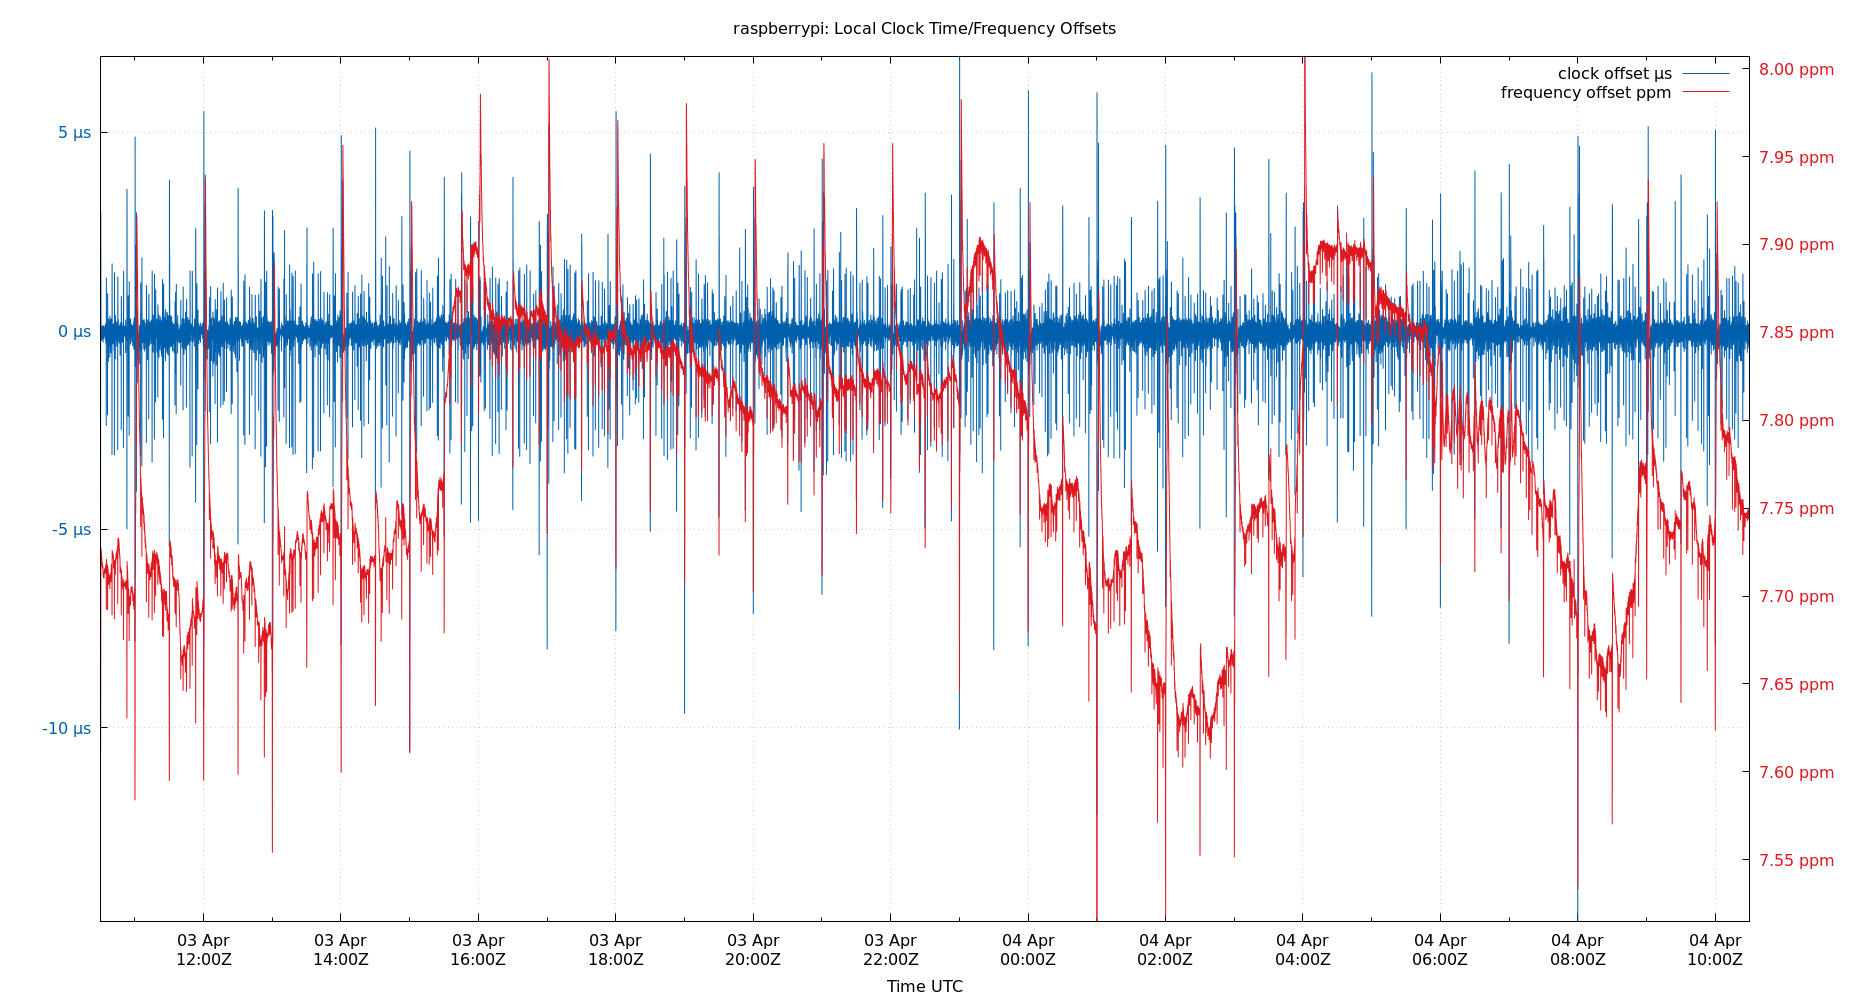 raspberrypi: Local Clock Time/Frequency Offsets
clock offset µs
frequency offset ppm
5 µs
0 µs
-5 µs
-10 µs
8.00 ppm
7.95 ppm
7.90 ppm
7.85 ppm
7.80 ppm
7.75 ppm
7.70 ppm
7.65 ppm
7.60 ppm
7.55 ppm
03 Apr 03 Apr 03 Apr 03 Apr 03 Apr 03 Apr 04 Apr 04 Apr 04 Apr 04 Apr 04 Apr 04 Apr
12:00Z 14:00Z 16:00Z 18:00Z 20:00Z 22:00Z 00:00Z 02:00Z 04:00Z 06:00Z 08:00Z 10:00Z
Time UTC